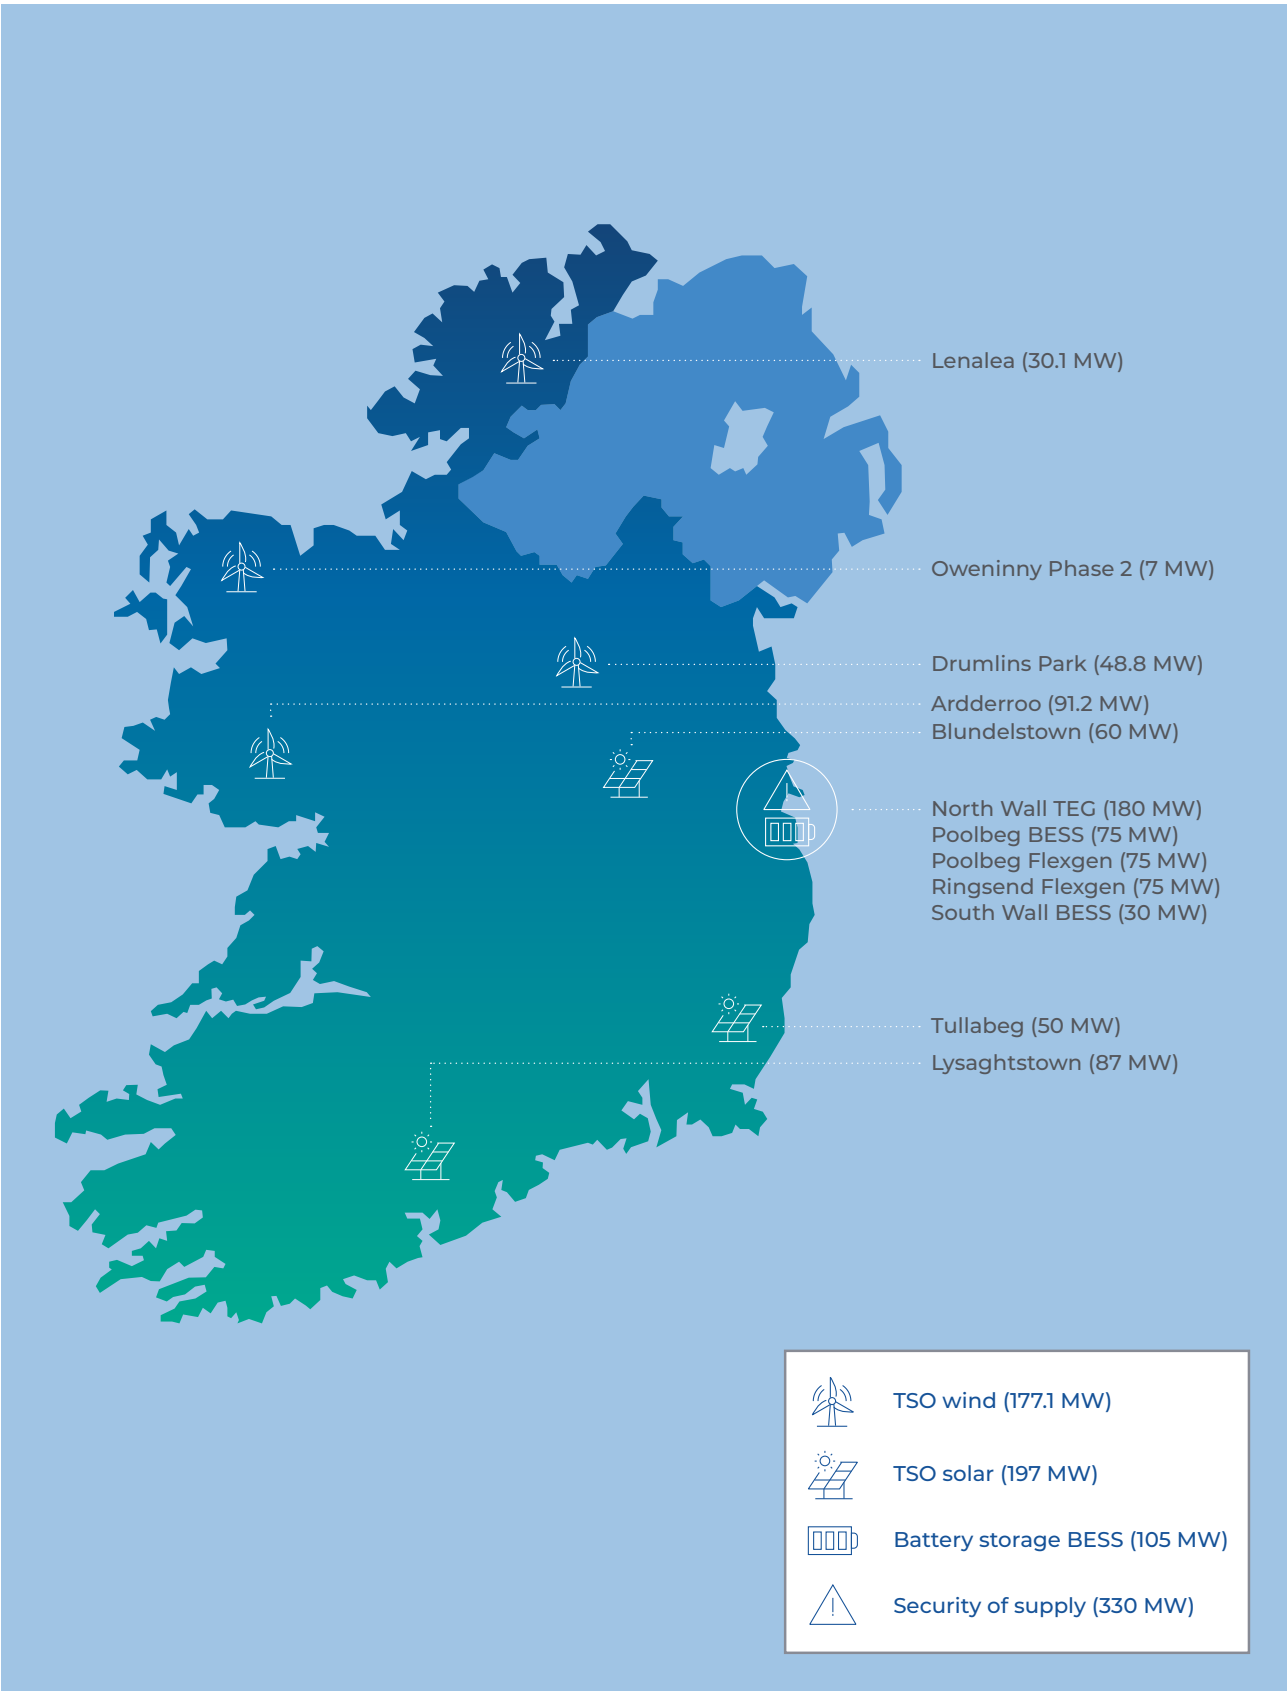 Lenalea (30.1 MW)
Oweninny Phase 2 (7 MW)
Drumlins Park (48.8 MW)
Ardderroo (91.2 MW)
Blundelstown (60 MW)
North Wall TEG (180 MW)
Poolbeg BESS (75 MW)
Poolbeg Flexgen (75 MW)
Ringsend Flexgen (75 MW)
South Wall BESS (30 MW)
Tullabeg (50 MW)
Lysaghtstown (87 MW)
TSO wind (177.1 MW)
TSO solar (197 MW)
Battery storage BESS (105 MW)
Security of supply (330 MW)